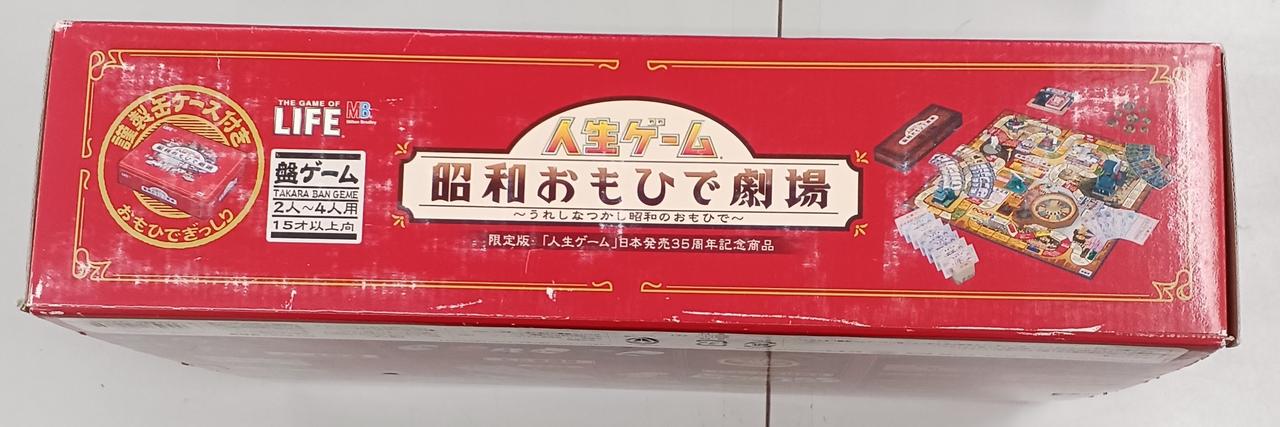 謹製缶ケース付き
おもひでぎっしり
THE GAME OF
LIFE
MB
Milton Bradley
盤ゲーム
TAKARA BAN GEME
2人～4人用
15才以上向
人生ゲーム
昭和おもひで劇場
～うれしなつかし昭和のおもひで～
限定版・「人生ゲーム」日本発売35周年記念商品